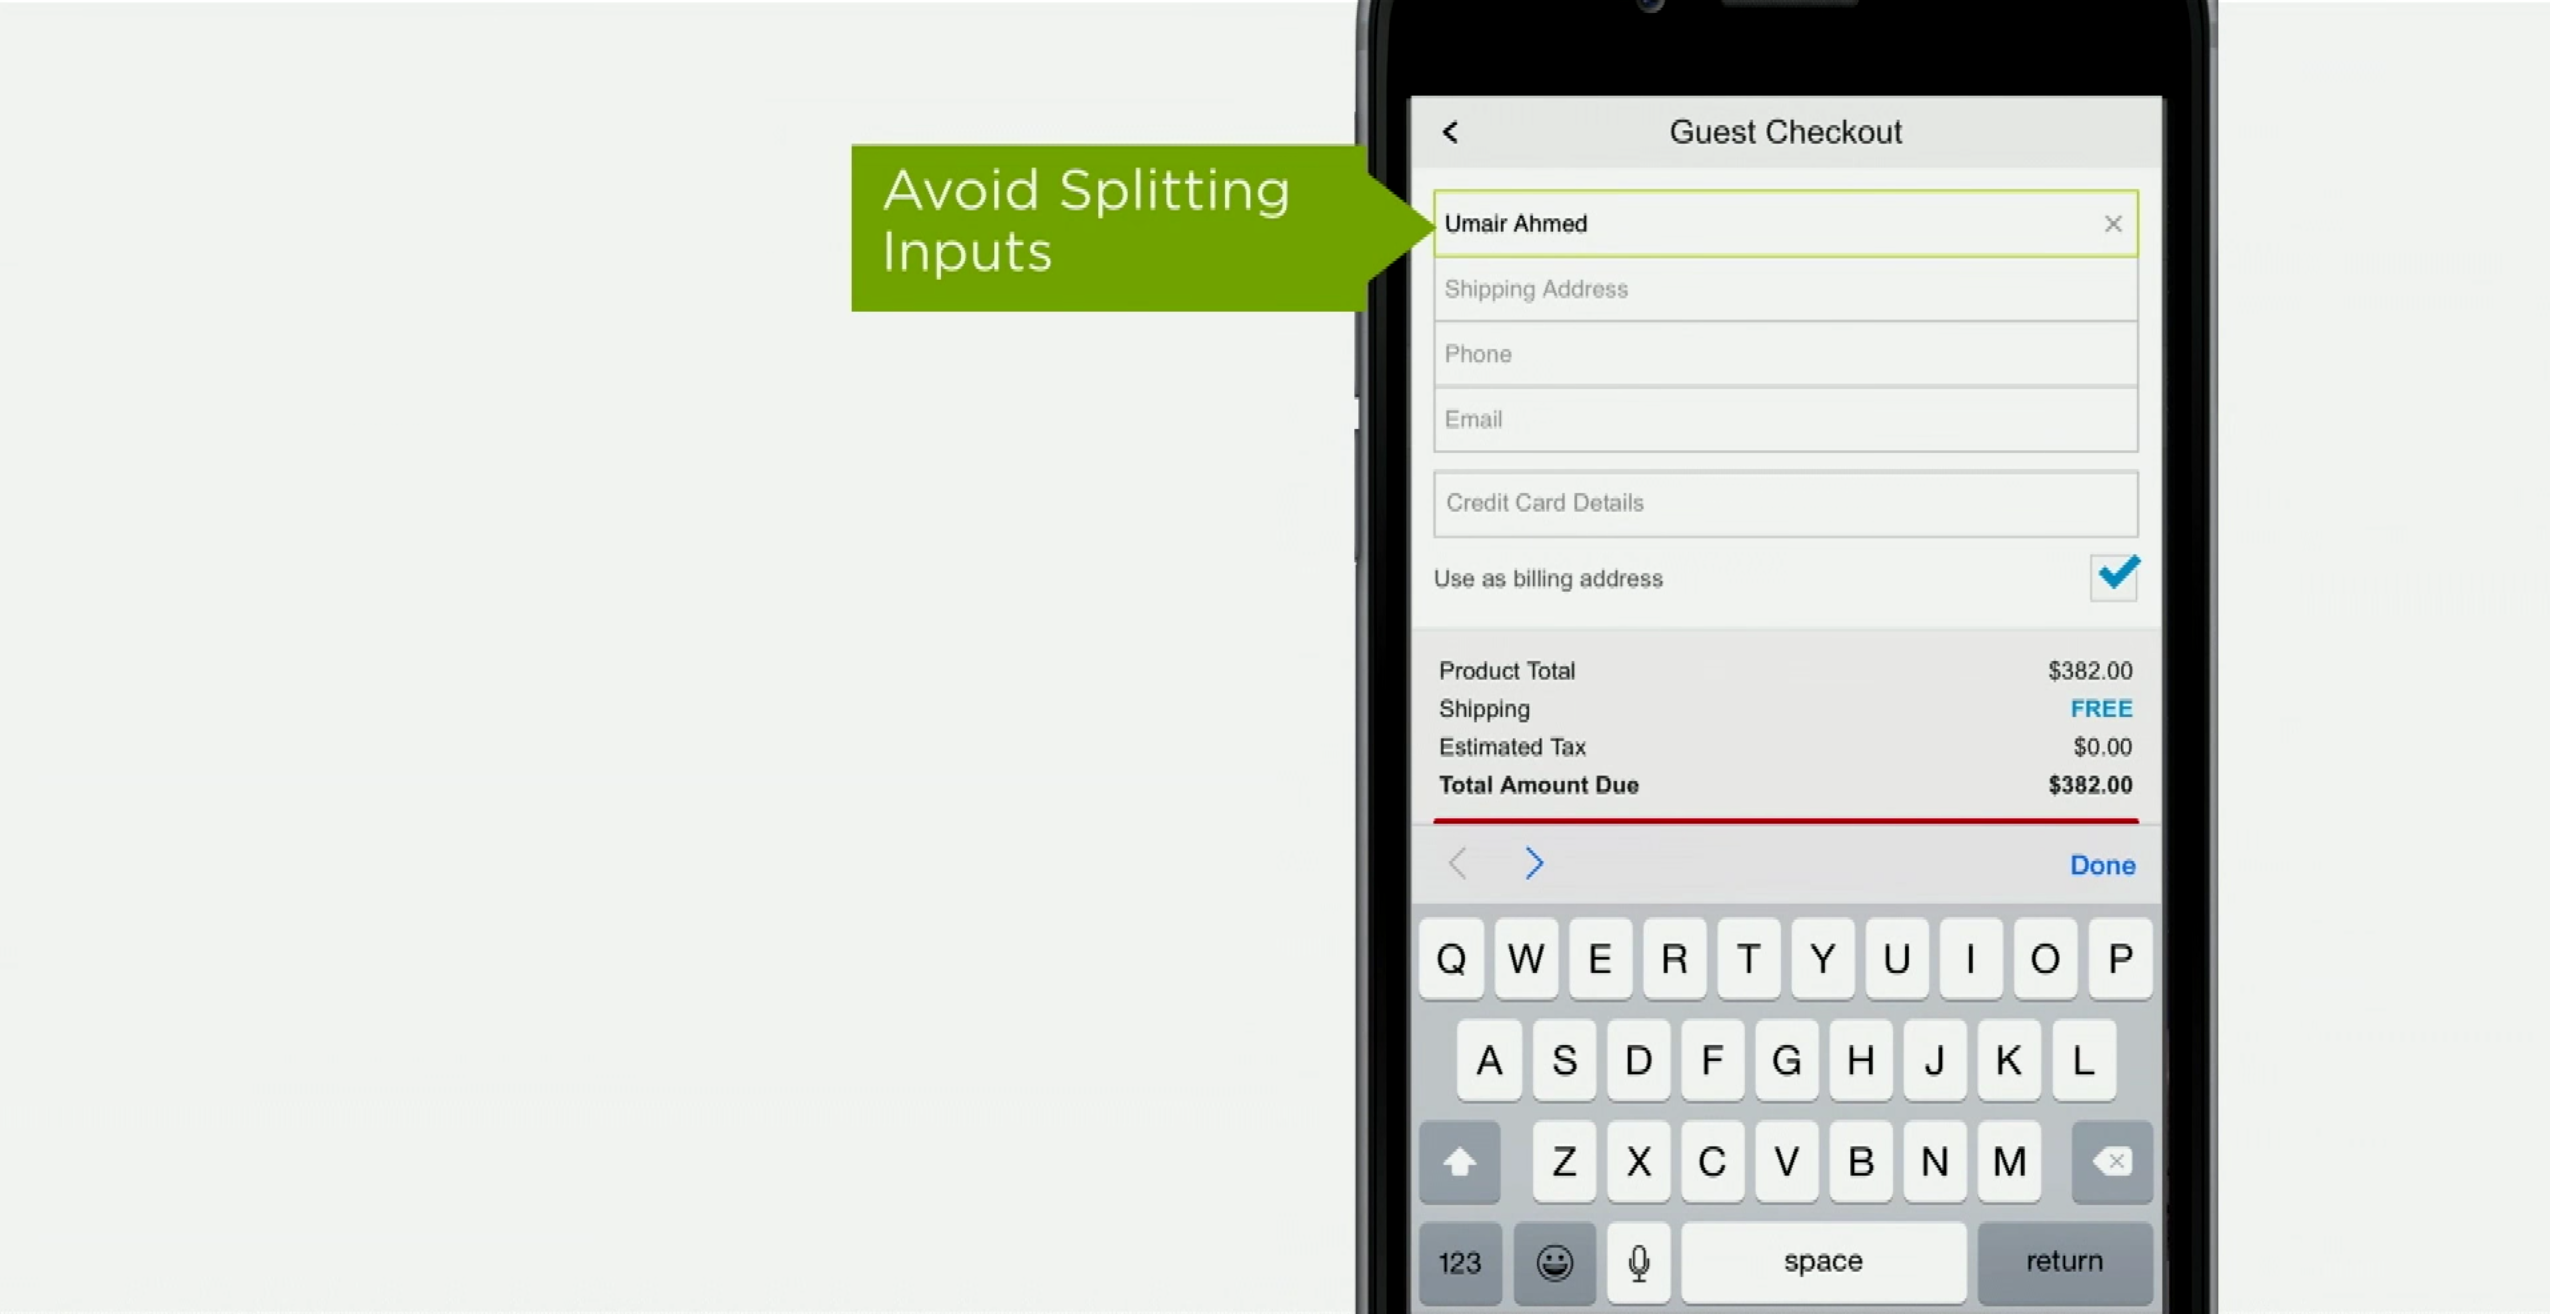 Avoid Splitting
Inputs
Guest Checkout
Umair Ahmed
Shipping Address
Phone
Email
Credit Card Details
Use as billing address
Product Total $382.00
Shipping FREE
Estimated Tax $0.00
Total Amount Due $382.00
Done
Q W E R T Y U I O P
A S D F G H J K L
Z X C V B N M
123 space return